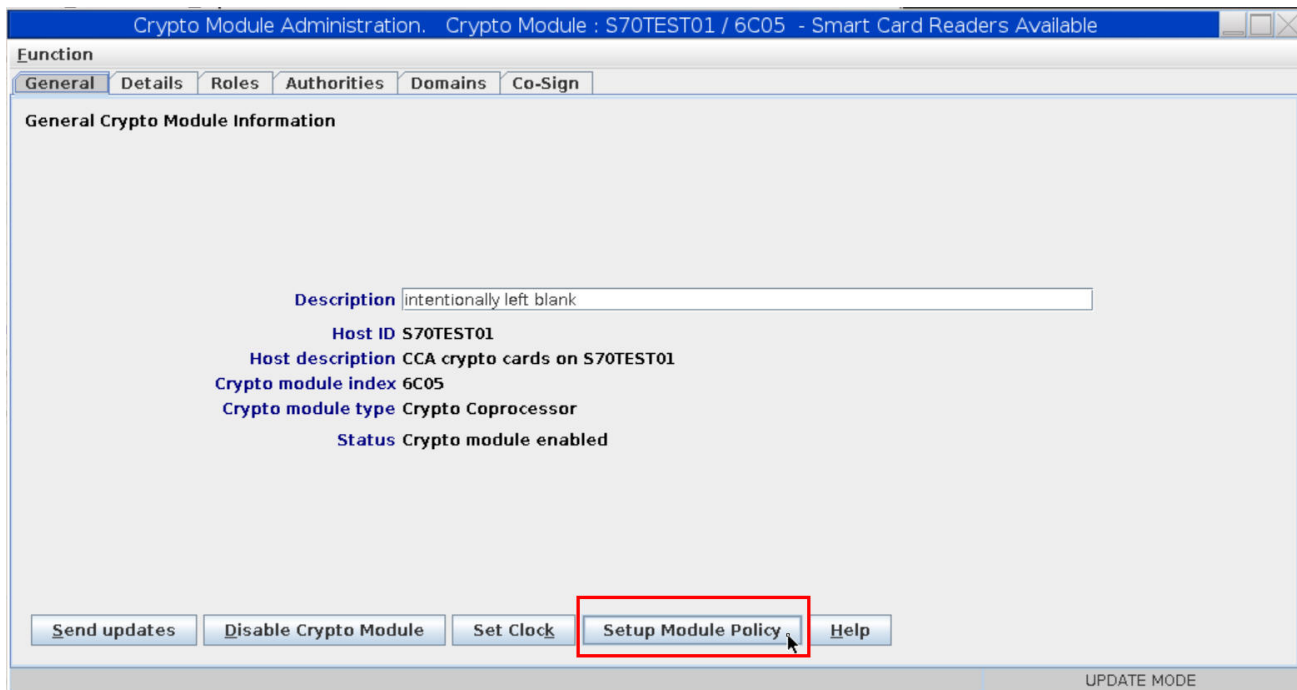 Crypto Module Administration. Crypto Module : S70TEST01 / 6C05 - Smart Card Readers Available
Function
General Details Roles Authorities Domains Co-Sign
General Crypto Module Information
Description intentionally left blank
Host ID S70TEST01
Host description CCA crypto cards on S70TEST01
Crypto module index 6C05
Crypto module type Crypto Coprocessor
Status Crypto module enabled
Send updates Disable Crypto Module Set Clock Setup Module Policy Help
UPDATE MODE